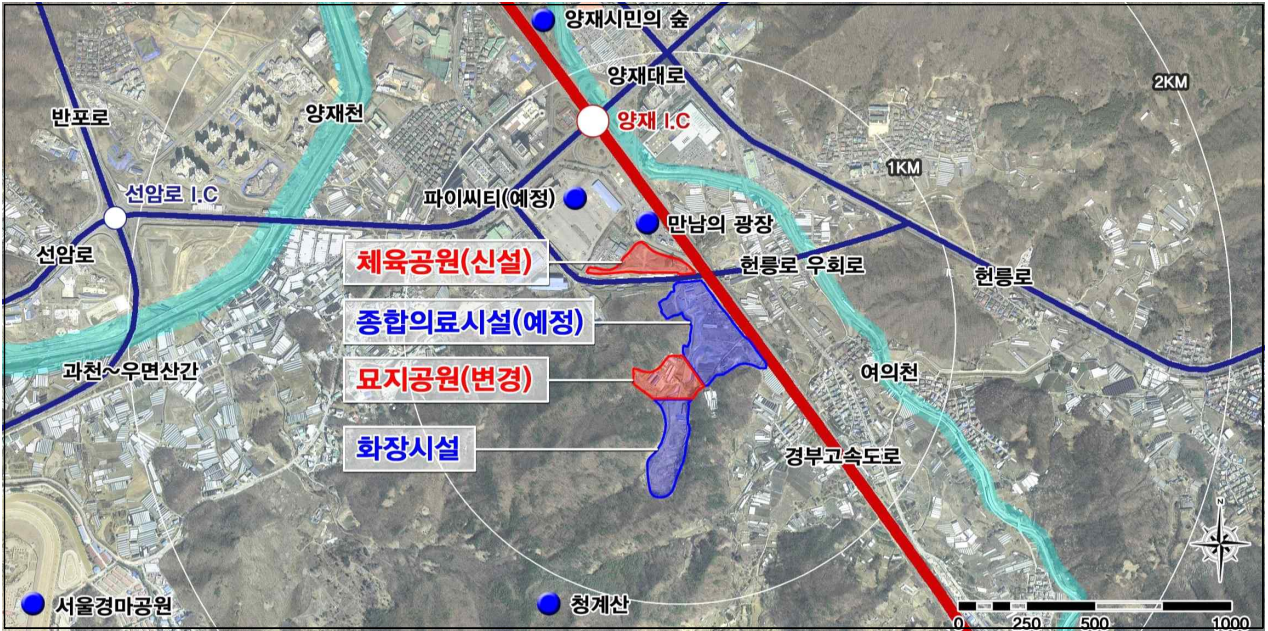 양재시민의 숲
양재대로
2KM
반포로
양재천
양재 I.C
1KM
선암로 I.C
파이씨티(예정)
만남의 광장
선암로
체육공원(신설)
헌릉로 우회로
헌릉로
종합의료시설(예정)
과천~우면산간
묘지공원(변경)
여의천
화장시설
경부고속도로
N
서울경마공원
청계산
0 250 500 1000